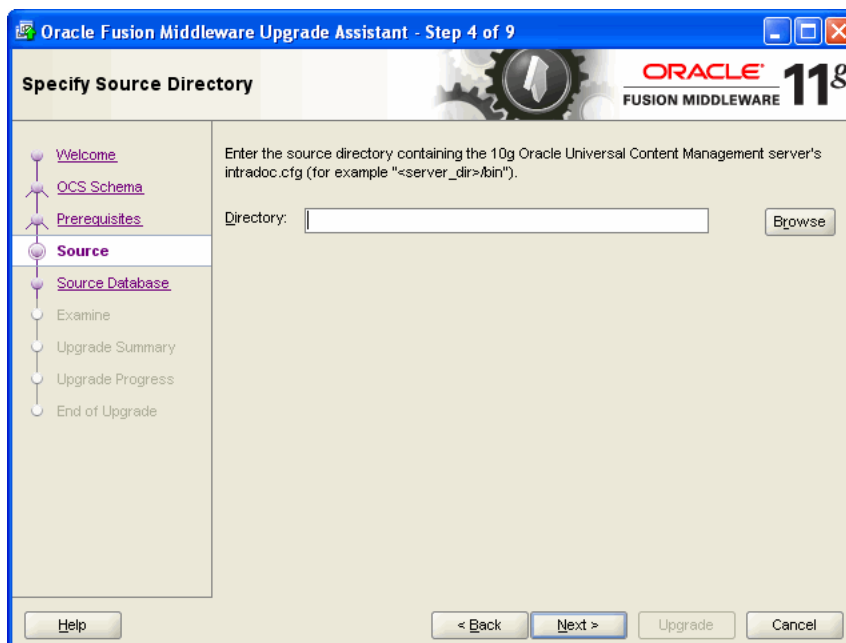 Oracle Fusion Middleware Upgrade Assistant - Step 4 of 9
Specify Source Directory
ORACLE
FUSION MIDDLEWARE 11g
Welcome
OCS Schema
Prerequisites
Source
Source Database
Examine
Upgrade Summary
Upgrade Progress
End of Upgrade
Enter the source directory containing the 10g Oracle Universal Content Management server's
intradoc.cfg (for example "<server_dir>/bin").
Directory:
Browse
Help
< Back
Next >
Upgrade
Cancel